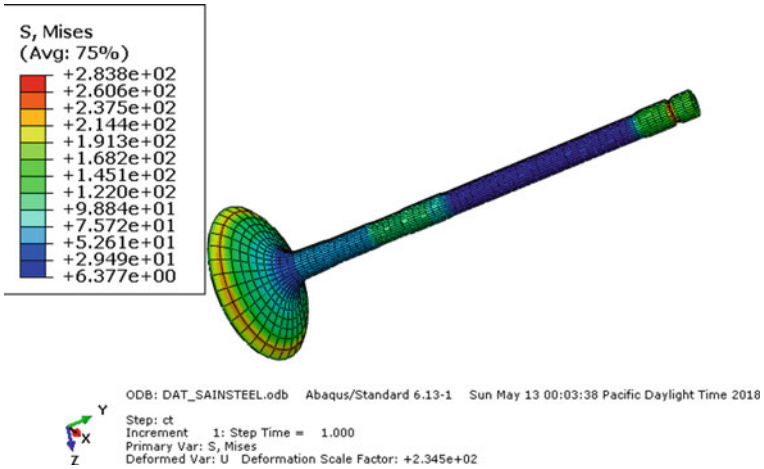 S, Mises
(Avg: 75%)
+2.838e+02
+2.606e+02
+2.375e+02
+2.144e+02
+1.913e+02
+1.682e+02
+1.451e+02
+1.220e+02
+9.884e+01
+7.572e+01
+5.261e+01
+2.949e+01
+6.377e+00
ODB: DAT_SAINSTEEL.odb Abaqus/Standard 6.13-1 Sun May 13 00:03:38 Pacific Daylight Time 2018
Y
X
Z
Step: ct
Increment 1: Step Time = 1.000
Primary Var: S, Mises
Deformed Var: U Deformation Scale Factor: +2.345e+02